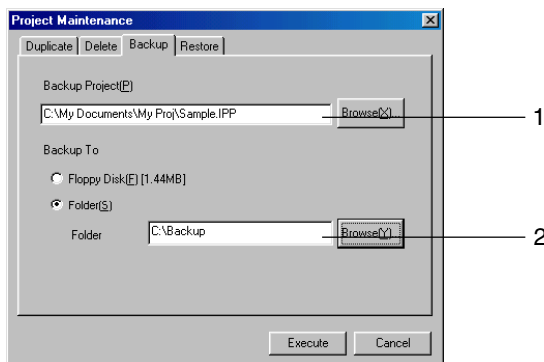 Project Maintenance
Duplicate Delete Backup Restore
Backup Project(P)
C:\My Documents\My Proj\Sample.IPP Browse(X)... 1
Backup To
Floppy Disk(F) [1.44MB]
Folder(S)
Folder C:\Backup Browse(Y)... 2
Execute Cancel